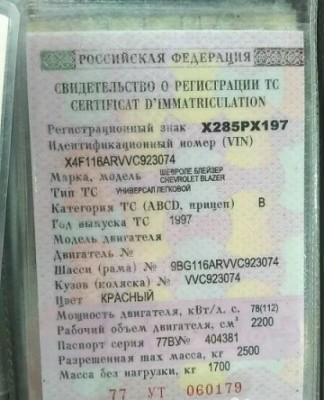 РОССИЙСКАЯ ФЕДЕРАЦИЯ
СВИДЕТЕЛЬСТВО О РЕГИСТРАЦИИ ТС
CERTIFICAT D'IMMATRICULATION
Регистрационный знак X285PX197
Идентификационный номер (VIN)
X4F116ARVVC923074
Марка, модель ШЕВРОЛЕ БЛЕЙЗЕР
CHEVROLET BLAZER
Тип ТС УНИВЕРСАЛ ЛЕГКОВОЙ
Категория ТС (ABCD, прицеп) B
Год выпуска ТС 1997
Модель двигателя
Двигатель №
Шасси (рама) № 9BG116ARVVC923074
Кузов (коляска) № VVC923074
Цвет КРАСНЫЙ
Мощность двигателя, кВт/л. с. 78(112)
Рабочий объем двигателя, см³ 2200
Паспорт серия 77ВУ № 404381
Разрешенная max масса, кг 2500
Масса без нагрузки, кг 1700
77 УТ 060179